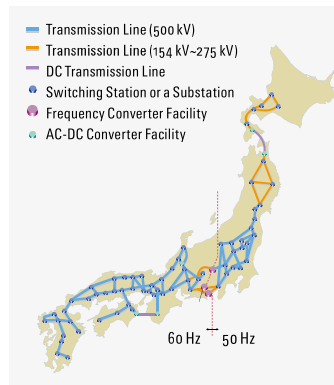 Transmission Line (500 kV)
Transmission Line (154 kV~275 kV)
DC Transmission Line
Switching Station or a Substation
Frequency Converter Facility
AC-DC Converter Facility
60 Hz
50 Hz